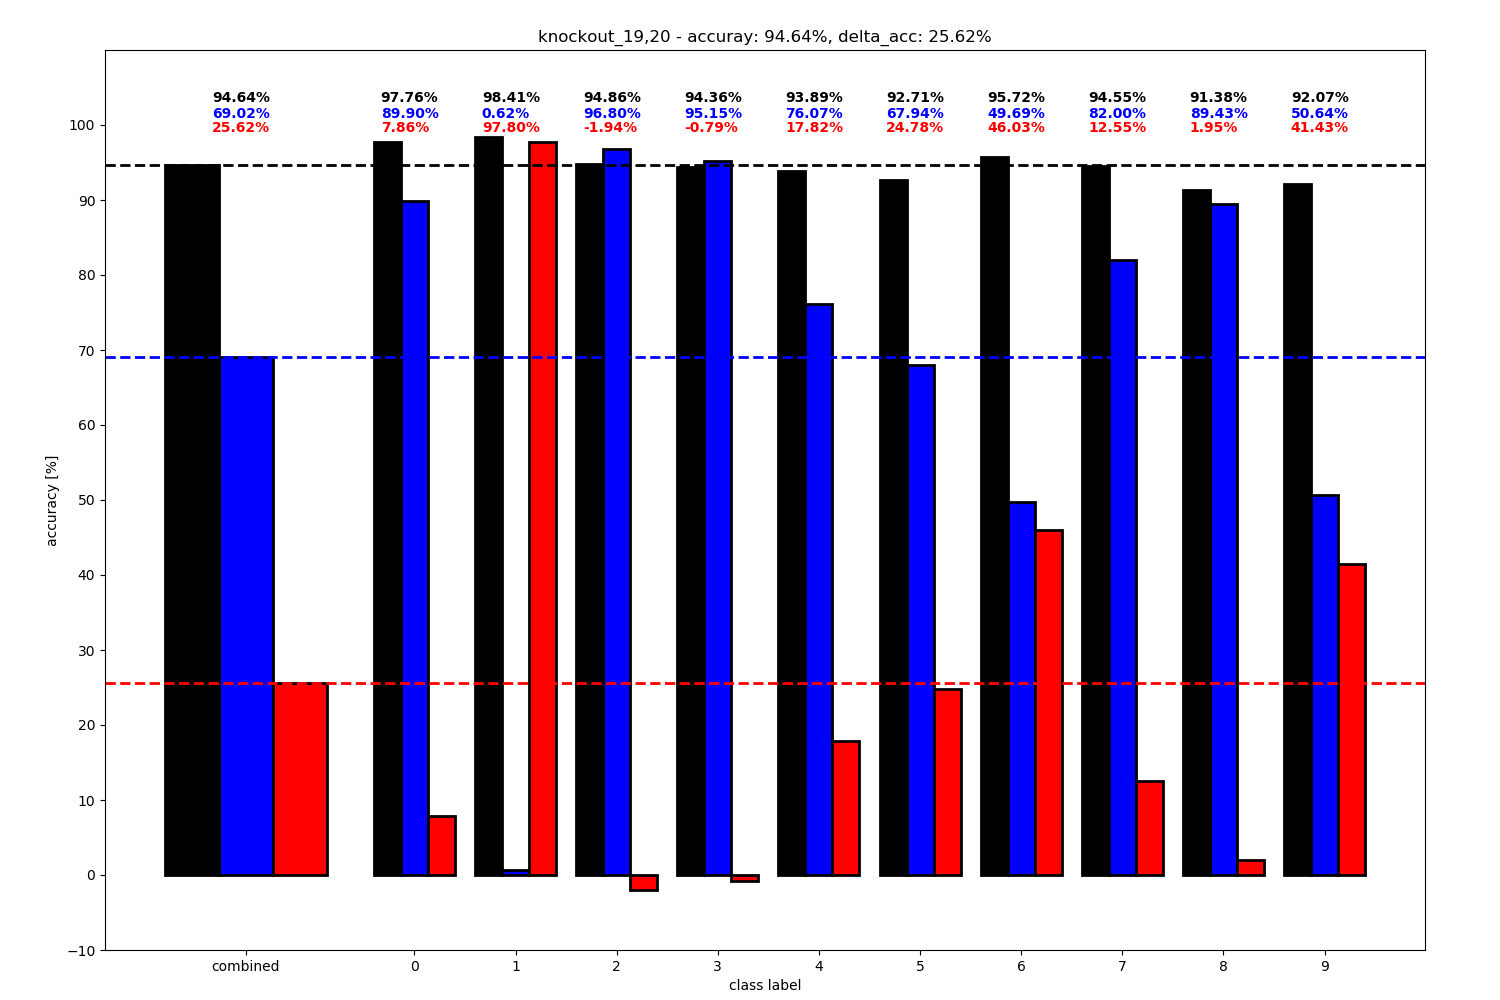 knockout_19,20 - accuray: 94.64%, delta_acc: 25.62%
94.64% 97.76% 98.41% 94.86% 94.36% 93.89% 92.71% 95.72% 94.55% 91.38% 92.07%
69.02% 89.90% 0.62% 96.80% 95.15% 76.07% 67.94% 49.69% 82.00% 89.43% 50.64%
25.62% 7.86% 97.80% -1.94% -0.79% 17.82% 24.78% 46.03% 12.55% 1.95% 41.43%
100
90
80
70
60
50
40
30
20
10
0
−10
accuracy [%]
combined 0 1 2 3 4 5 6 7 8 9
class label